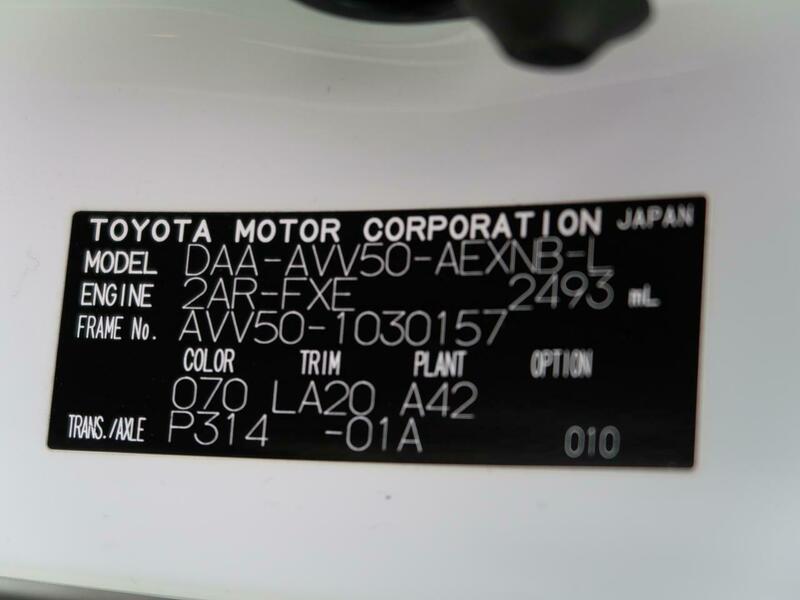 TOYOTA MOTOR CORPORATION JAPAN
MODEL DAA-AVV50-AEXNB-L
ENGINE 2AR-FXE 2493 mL
FRAME No. AVV50-1030157
COLOR TRIM PLANT OPTION
070 LA20 A42
TRANS./AXLE P314 -01A 010